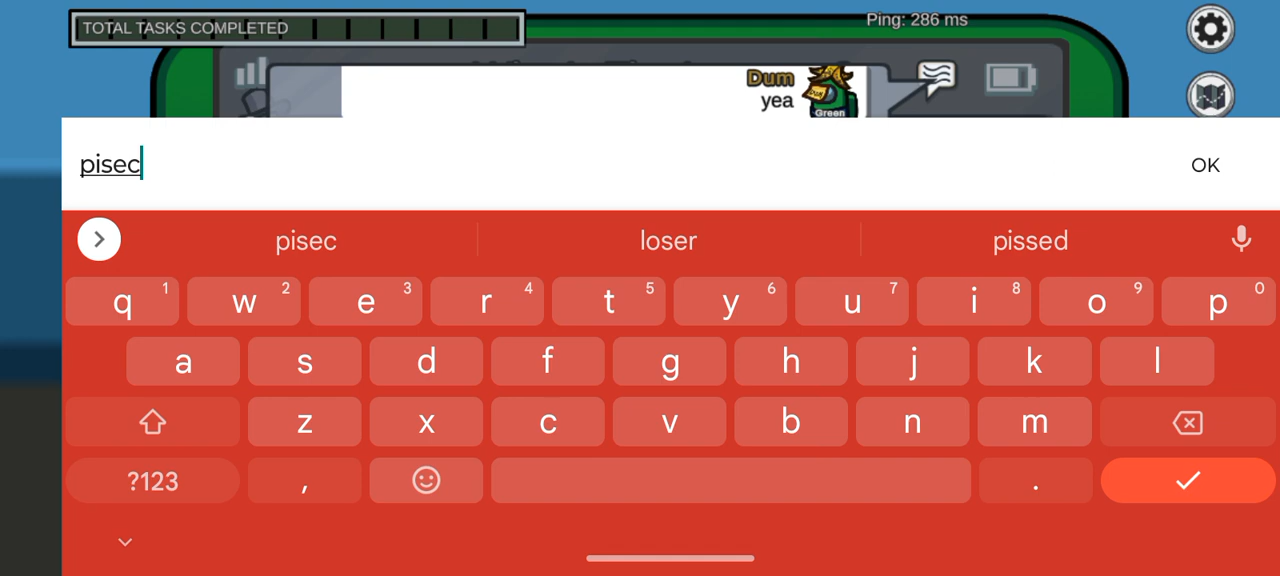 TOTAL TASKS COMPLETED
Ping: 286 ms
Dum
yea
Green
pisec
OK
pisec loser pissed
q 1 w 2 e 3 r 4 t 5 y 6 u 7 i 8 o 9 p 0
a s d f g h j k l
z x c v b n m
?123 , .